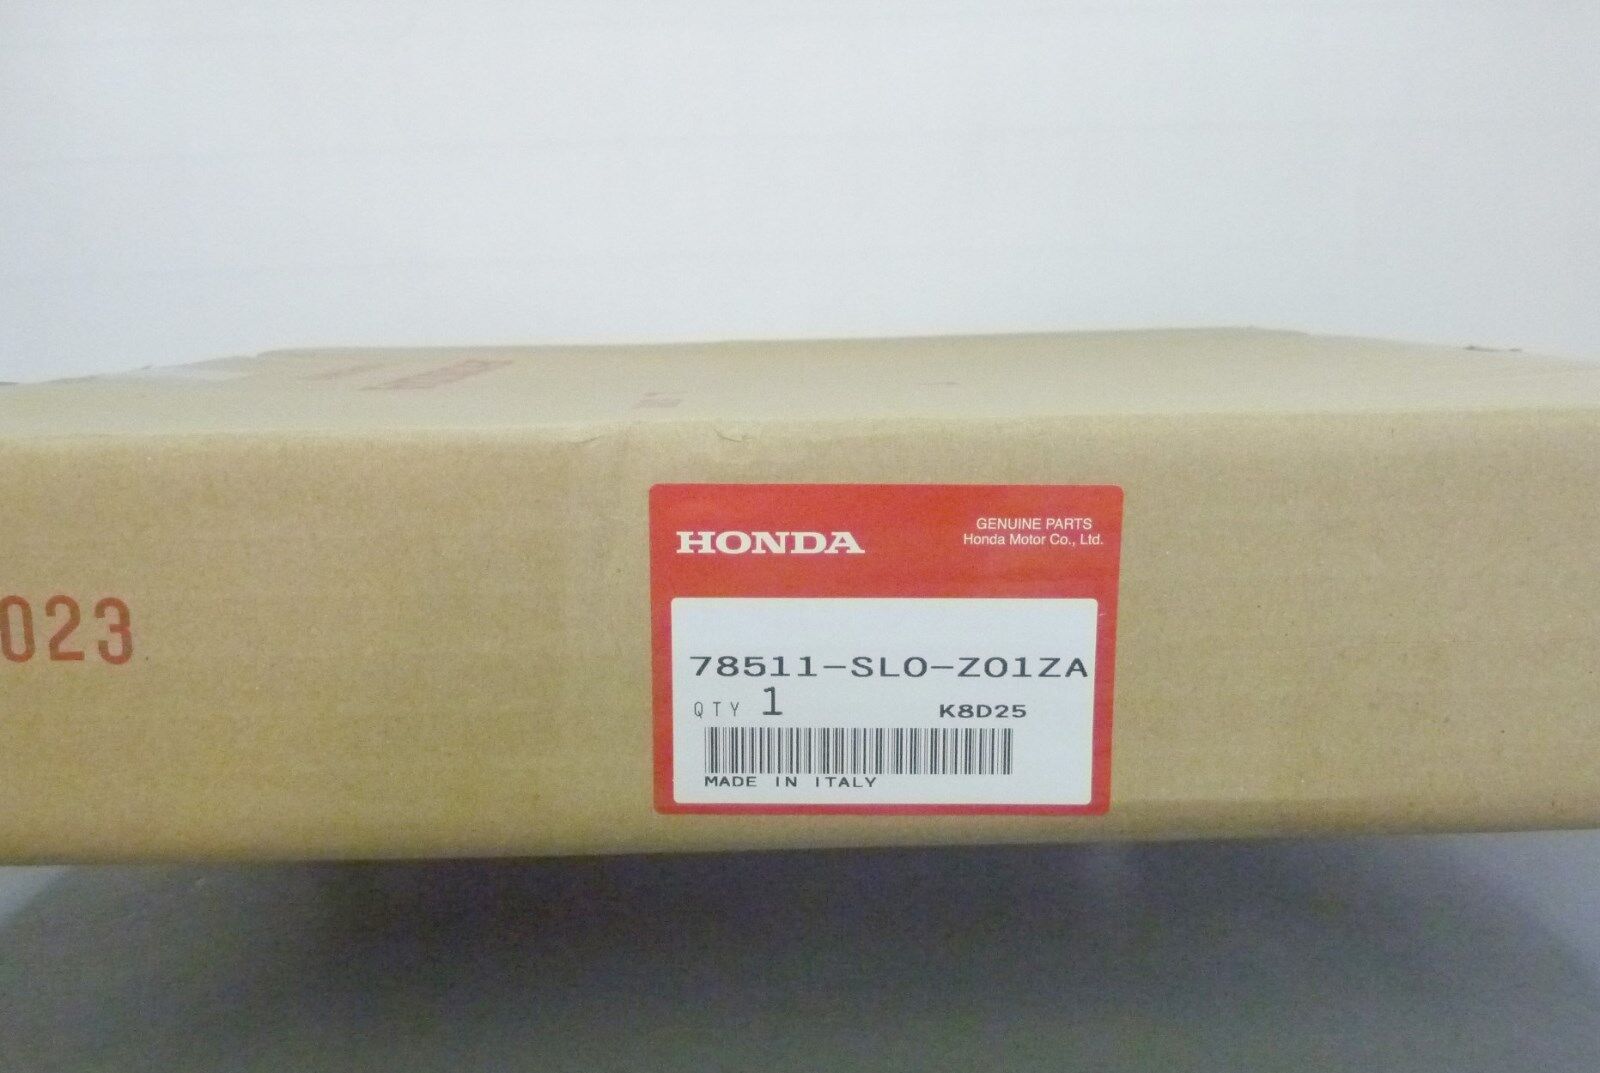 HONDA
GENUINE PARTS
Honda Motor Co., Ltd.
023
78511-SL0-Z01ZA
QTY 1
K8D25
MADE IN ITALY